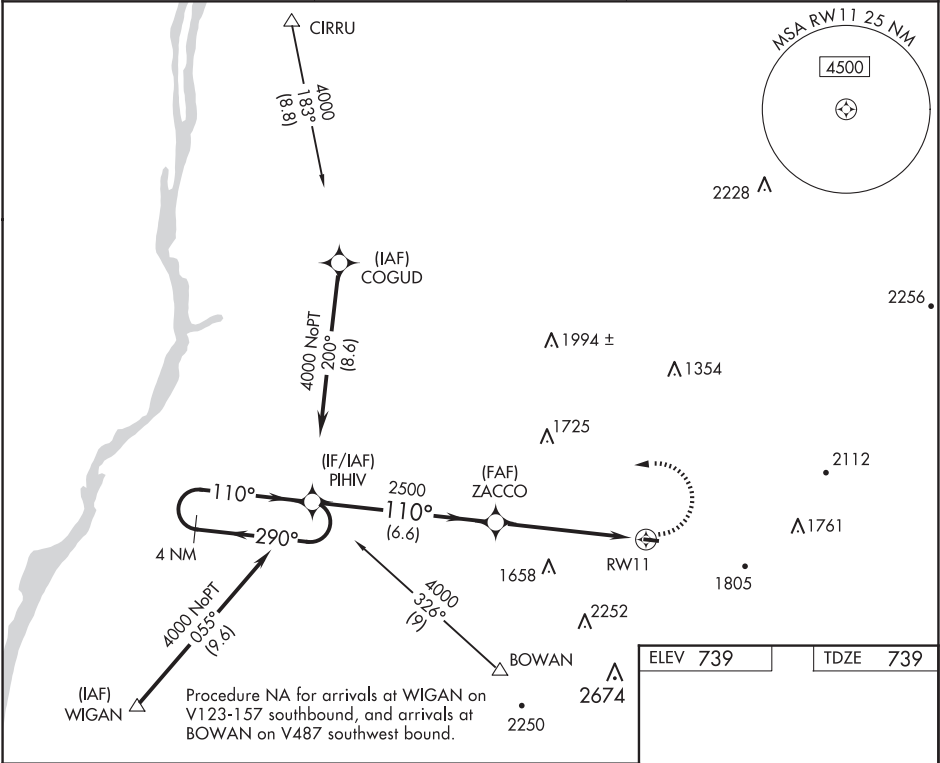 CIRRU
4000
183°
(8.8)
MSA RW11 25 NM
4500
2228
(IAF)
COGUD
2256
4000 NoPT
200°
(8.6)
1994 ±
1354
1725
(IF/IAF)
PIHIV
2500
110°
(6.6)
(FAF)
ZACCO
2112
110°
290°
4 NM
1761
RW11
1658
1805
4000 NoPT
055°
(9.6)
4000
326°
(9)
2252
BOWAN
2674
ELEV 739
TDZE 739
(IAF)
WIGAN
Procedure NA for arrivals at WIGAN on
V123-157 southbound, and arrivals at
BOWAN on V487 southwest bound.
2250